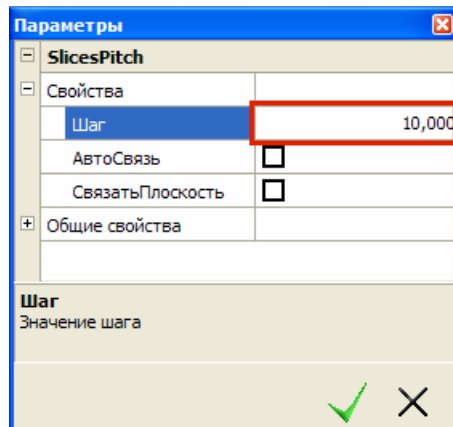 Параметры
SlicesPitch
Свойства
Шаг 10,000
АвтоСвязь
СвязатьПлоскость
Общие свойства
Шаг
Значение шага